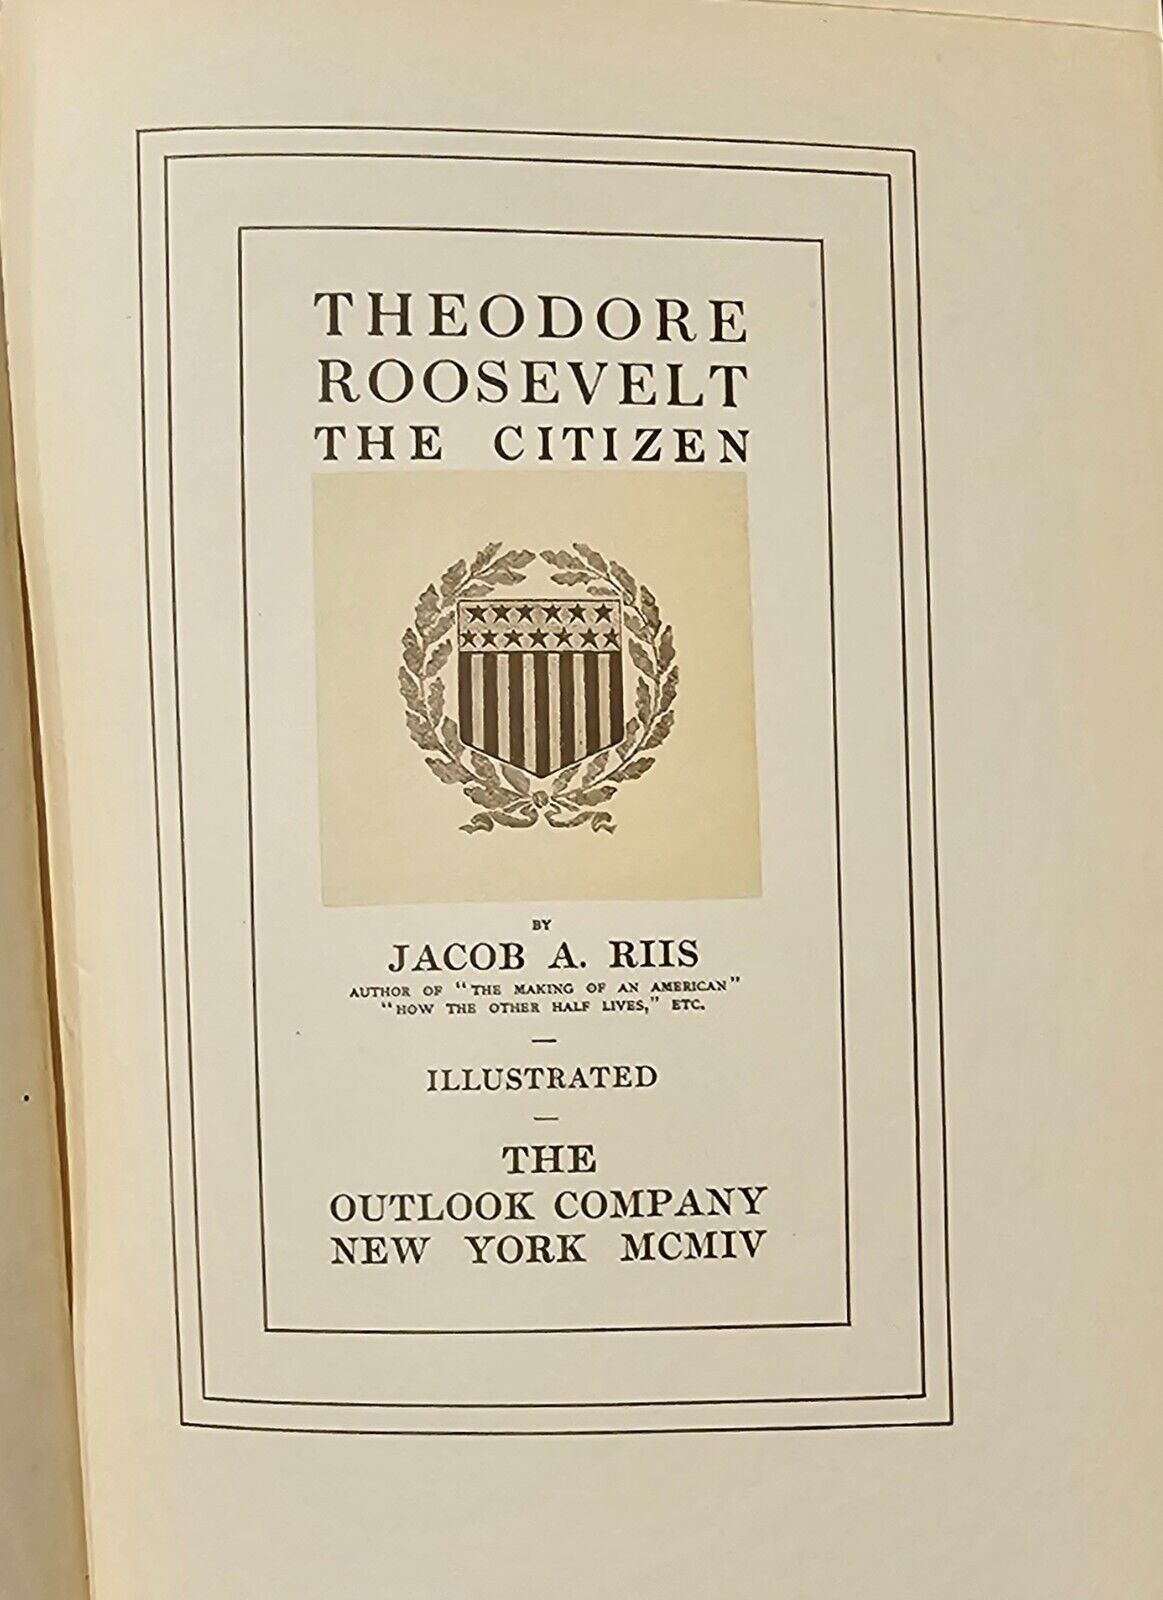 THEODORE
ROOSEVELT
THE CITIZEN
BY
JACOB A. RIIS
AUTHOR OF "THE MAKING OF AN AMERICAN"
"HOW THE OTHER HALF LIVES," ETC.
ILLUSTRATED
THE
OUTLOOK COMPANY
NEW YORK MCMIV